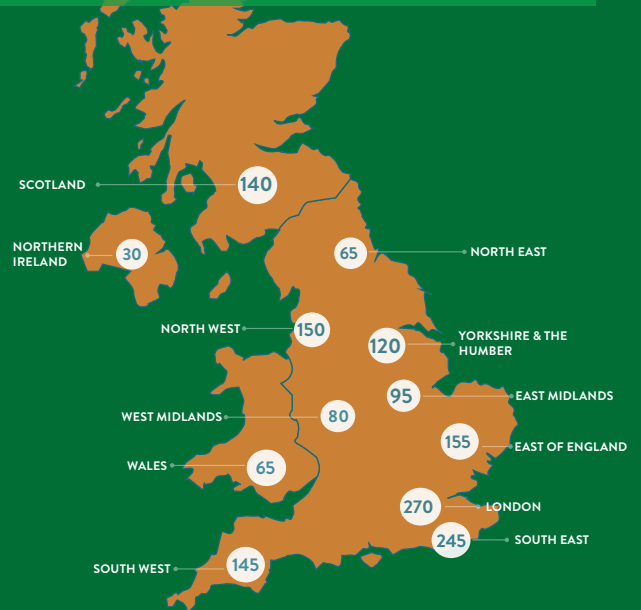 SCOTLAND
140
NORTHERN
IRELAND
30
65
NORTH EAST
NORTH WEST
150
120
YORKSHIRE & THE
HUMBER
95
EAST MIDLANDS
WEST MIDLANDS
80
155
EAST OF ENGLAND
WALES
65
270
LONDON
245
SOUTH EAST
SOUTH WEST
145